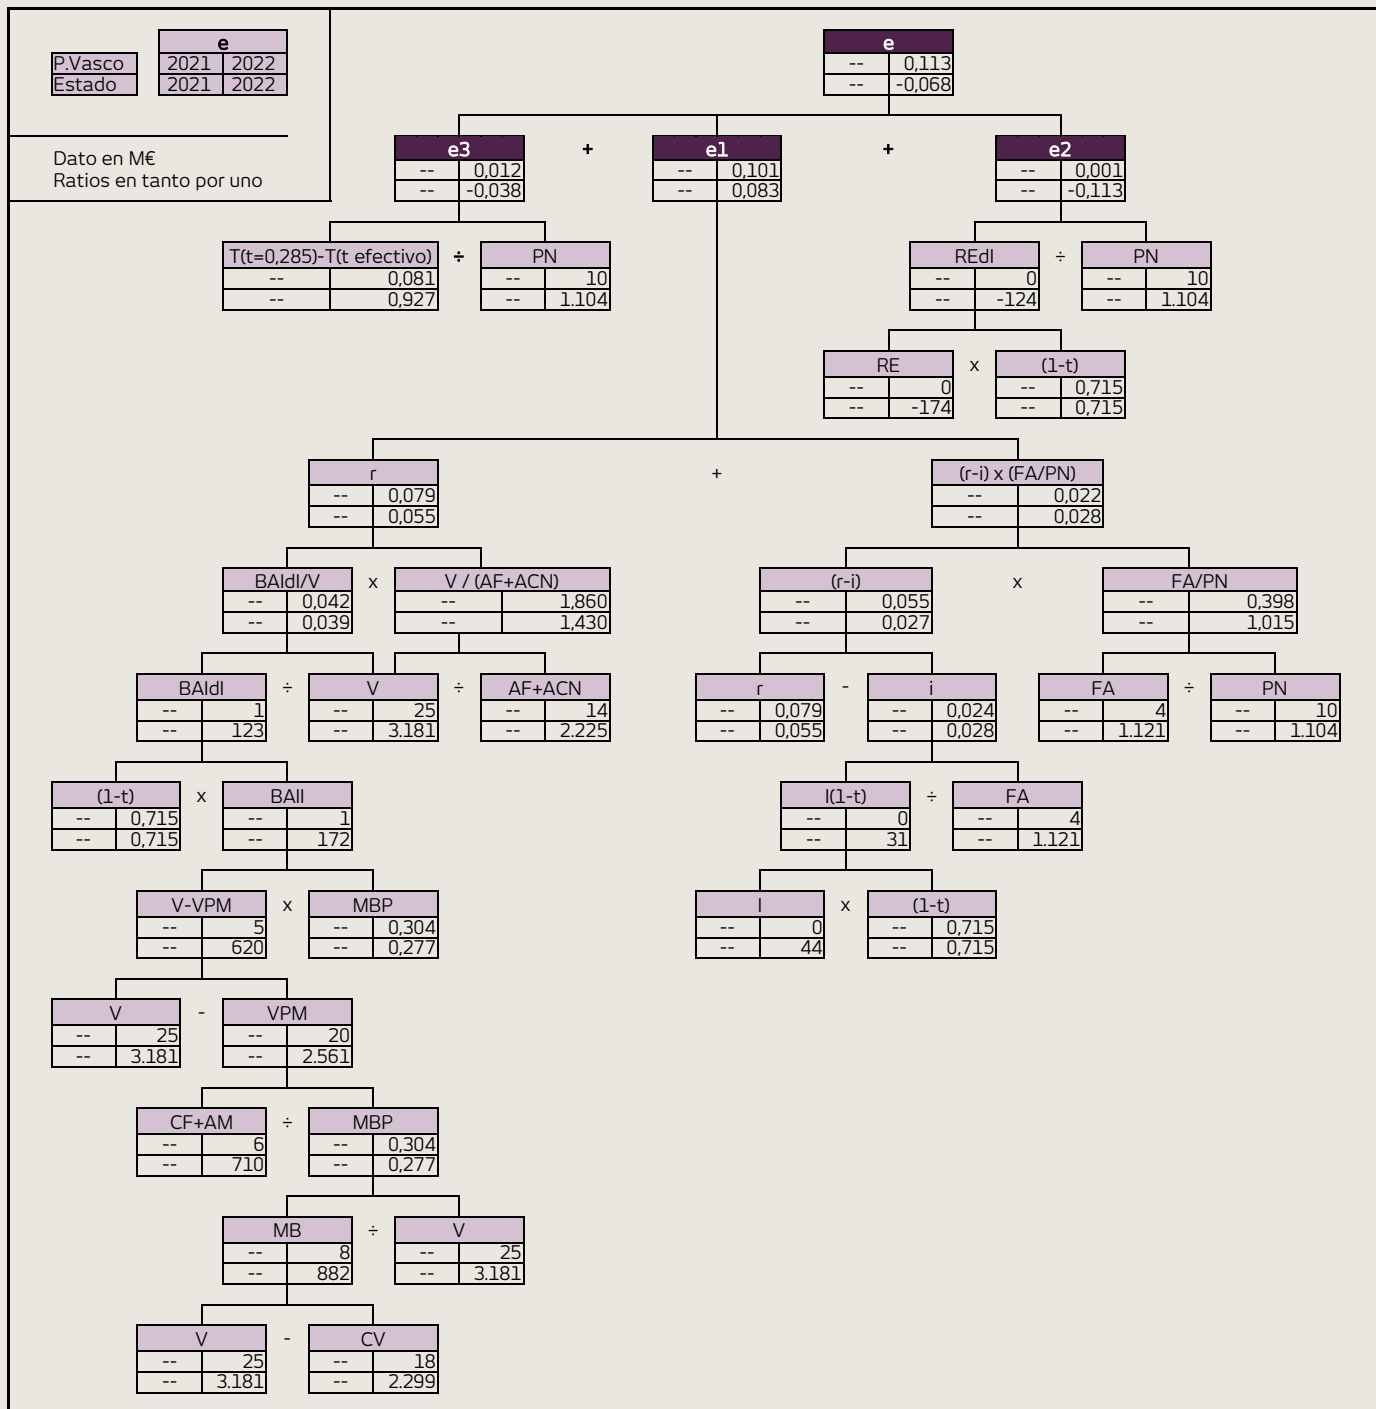 e
P.Vasco 2021 2022
Estado 2021 2022
Dato en M€
Ratios en tanto por uno
e
-- 0,113
-- -0,068
e3 + e1 + e2
-- 0,012 -- 0,101 -- 0,001
-- -0,038 -- 0,083 -- -0,113
T(t=0,285)-T(t efectivo) ÷ PN REdI ÷ PN
-- 0,081 -- 10 -- 0 -- 10
-- 0,927 -- 1.104 -- -124 -- 1.104
RE x (1-t)
-- 0 -- 0,715
-- -174 -- 0,715
r + (r-i) x (FA/PN)
-- 0,079 -- 0,022
-- 0,055 -- 0,028
BAIdI/V x V / (AF+ACN) (r-i) x FA/PN
-- 0,042 -- 1,860 -- 0,055 -- 0,398
-- 0,039 -- 1,430 -- 0,027 -- 1,015
BAIdI ÷ V ÷ AF+ACN r - i FA ÷ PN
-- 1 -- 25 -- 14 -- 0,079 -- 0,024 -- 4 -- 10
-- 123 -- 3.181 -- 2.225 -- 0,055 -- 0,028 -- 1.121 -- 1.104
(1-t) x BAII I(1-t) ÷ FA
-- 0,715 -- 1 -- 0 -- 4
-- 0,715 -- 172 -- 31 -- 1.121
V-VPM x MBP I x (1-t)
-- 5 -- 0,304 -- 0 -- 0,715
-- 620 -- 0,277 -- 44 -- 0,715
V - VPM
-- 25 -- 20
-- 3.181 -- 2.561
CF+AM ÷ MBP
-- 6 -- 0,304
-- 710 -- 0,277
MB ÷ V
-- 8 -- 25
-- 882 -- 3.181
V - CV
-- 25 -- 18
-- 3.181 -- 2.299